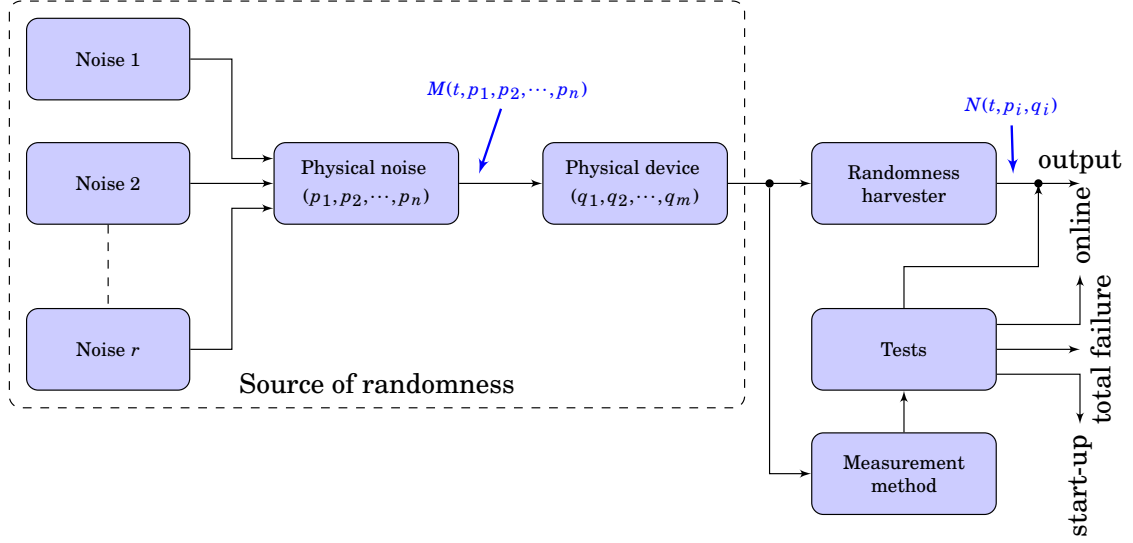 Noise 1
M(t,p₁,p₂,⋯,pₙ)
N(t,pᵢ,qᵢ)
Noise 2
Physical noise
(p₁,p₂,⋯,pₙ)
Physical device
(q₁,q₂,⋯,qₘ)
Randomness
harvester
output
online
Noise r
Tests
total failure
Source of randomness
Measurement
method
start-up